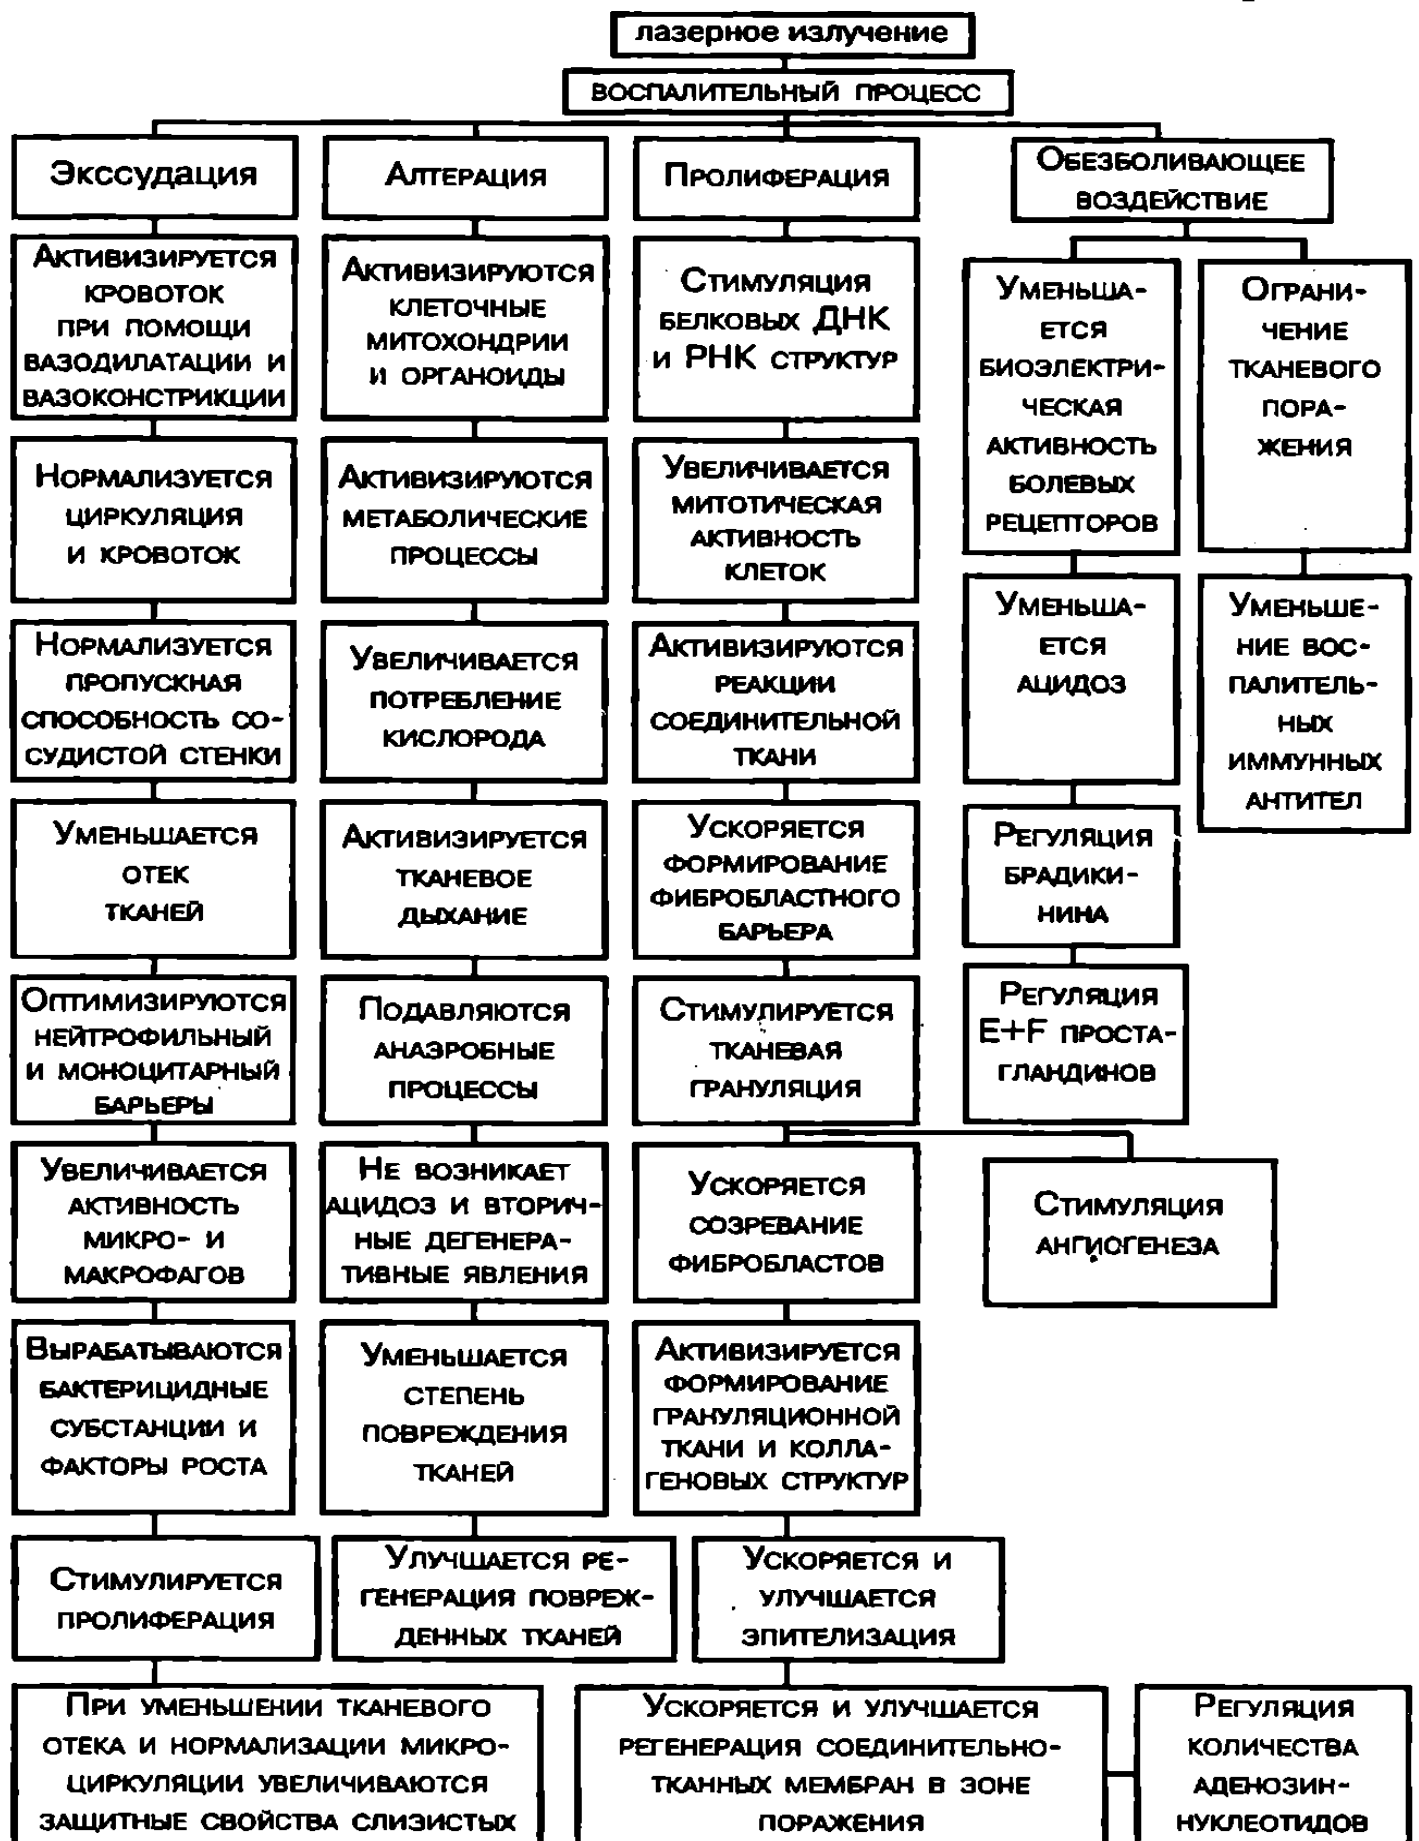 лазерное излучение
ВОСПАЛИТЕЛЬНЫЙ ПРОЦЕСС
ЭКССУДАЦИЯ
АКТИВИЗИРУЕТСЯ
КРОВОТОК
ПРИ ПОМОЩИ
ВАЗОДИЛАТАЦИИ И
ВАЗОКОНСТРИКЦИИ
НОРМАЛИЗУЕТСЯ
ЦИРКУЛЯЦИЯ
И КРОВОТОК
НОРМАЛИЗУЕТСЯ
ПРОПУСКНАЯ
СПОСОБНОСТЬ СО-
СУДИСТОЙ СТЕНКИ
УМЕНЬШАЕТСЯ
ОТЕК
ТКАНЕЙ
ОПТИМИЗИРУЮТСЯ
НЕЙТРОФИЛЬНЫЙ
И МОНОЦИТАРНЫЙ
БАРЬЕРЫ
УВЕЛИЧИВАЕТСЯ
АКТИВНОСТЬ
МИКРО- И
МАКРОФАГОВ
ВЫРАБАТЫВАЮТСЯ
БАКТЕРИЦИДНЫЕ
СУБСТАНЦИИ И
ФАКТОРЫ РОСТА
СТИМУЛИРУЕТСЯ
ПРОЛИФЕРАЦИЯ
ПРИ УМЕНЬШЕНИИ ТКАНЕВОГО
ОТЕКА И НОРМАЛИЗАЦИИ МИКРО-
ЦИРКУЛЯЦИИ УВЕЛИЧИВАЮТСЯ
ЗАЩИТНЫЕ СВОЙСТВА СЛИЗИСТЫХ
АЛТЕРАЦИЯ
АКТИВИЗИРУЮТСЯ
КЛЕТОЧНЫЕ
МИТОХОНДРИИ
И ОРГАНОИДЫ
АКТИВИЗИРУЮТСЯ
МЕТАБОЛИЧЕСКИЕ
ПРОЦЕССЫ
УВЕЛИЧИВАЕТСЯ
ПОТРЕБЛЕНИЕ
КИСЛОРОДА
АКТИВИЗИРУЕТСЯ
ТКАНЕВОЕ
ДЫХАНИЕ
ПОДАВЛЯЮТСЯ
АНАЭРОБНЫЕ
ПРОЦЕССЫ
НЕ ВОЗНИКАЕТ
АЦИДОЗ И ВТОРИЧ-
НЫЕ ДЕГЕНЕРА-
ТИВНЫЕ ЯВЛЕНИЯ
УМЕНЬШАЕТСЯ
СТЕПЕНЬ
ПОВРЕЖДЕНИЯ
ТКАНЕЙ
УЛУЧШАЕТСЯ РЕ-
ГЕНЕРАЦИЯ ПОВРЕЖ-
ДЕННЫХ ТКАНЕЙ
ПРОЛИФЕРАЦИЯ
СТИМУЛЯЦИЯ
БЕЛКОВЫХ ДНК
И РНК СТРУКТУР
УВЕЛИЧИВАЕТСЯ
МИТОТИЧЕСКАЯ
АКТИВНОСТЬ
КЛЕТОК
АКТИВИЗИРУЮТСЯ
РЕАКЦИИ
СОЕДИНИТЕЛЬНОЙ
ТКАНИ
УСКОРЯЕТСЯ
ФОРМИРОВАНИЕ
ФИБРОБЛАСТНОГО
БАРЬЕРА
СТИМУЛИРУЕТСЯ
ТКАНЕВАЯ
ГРАНУЛЯЦИЯ
УСКОРЯЕТСЯ
СОЗРЕВАНИЕ
ФИБРОБЛАСТОВ
АКТИВИЗИРУЕТСЯ
ФОРМИРОВАНИЕ
ГРАНУЛЯЦИОННОЙ
ТКАНИ И КОЛЛА-
ГЕНОВЫХ СТРУКТУР
УСКОРЯЕТСЯ И
УЛУЧШАЕТСЯ
ЭПИТЕЛИЗАЦИЯ
УСКОРЯЕТСЯ И УЛУЧШАЕТСЯ
РЕГЕНЕРАЦИЯ СОЕДИНИТЕЛЬНО-
ТКАННЫХ МЕМБРАН В ЗОНЕ
ПОРАЖЕНИЯ
РЕГУЛЯЦИЯ
КОЛИЧЕСТВА
АДЕНОЗИН-
НУКЛЕОТИДОВ
СТИМУЛЯЦИЯ
АНГИОГЕНЕЗА
ОБЕЗБОЛИВАЮЩЕЕ
ВОЗДЕЙСТВИЕ
УМЕНЬША-
ЕТСЯ
БИОЭЛЕКТРИ-
ЧЕСКАЯ
АКТИВНОСТЬ
БОЛЕВЫХ
РЕЦЕПТОРОВ
УМЕНЬША-
ЕТСЯ
АЦИДОЗ
РЕГУЛЯЦИЯ
БРАДИКИ-
НИНА
РЕГУЛЯЦИЯ
Е+F ПРОСТА-
ГЛАНДИНОВ
ОГРАНИ-
ЧЕНИЕ
ТКАНЕВОГО
ПОРА-
ЖЕНИЯ
УМЕНЬШЕ-
НИЕ ВОС-
ПАЛИТЕЛЬ-
НЫХ
ИММУННЫХ
АНТИТЕЛ